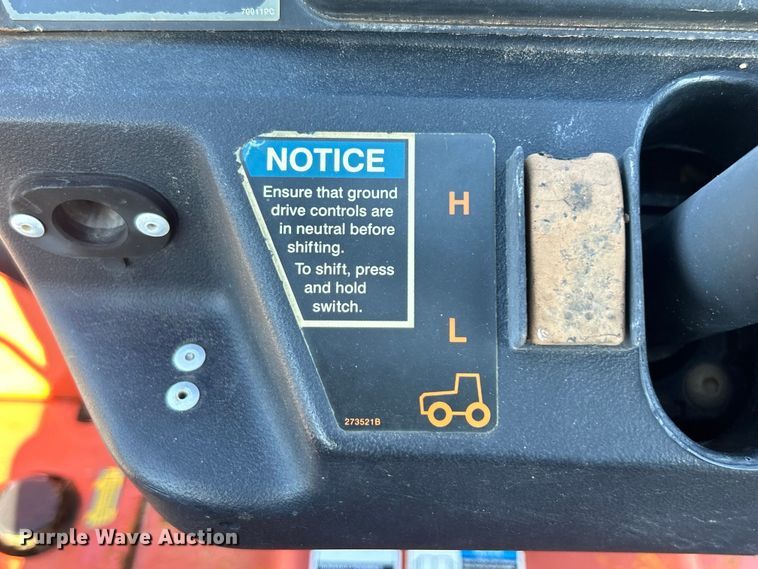 70011PC
NOTICE
Ensure that ground
drive controls are
in neutral before
shifting.
To shift, press
and hold
switch.
H
L
273521B
Purple Wave Auction